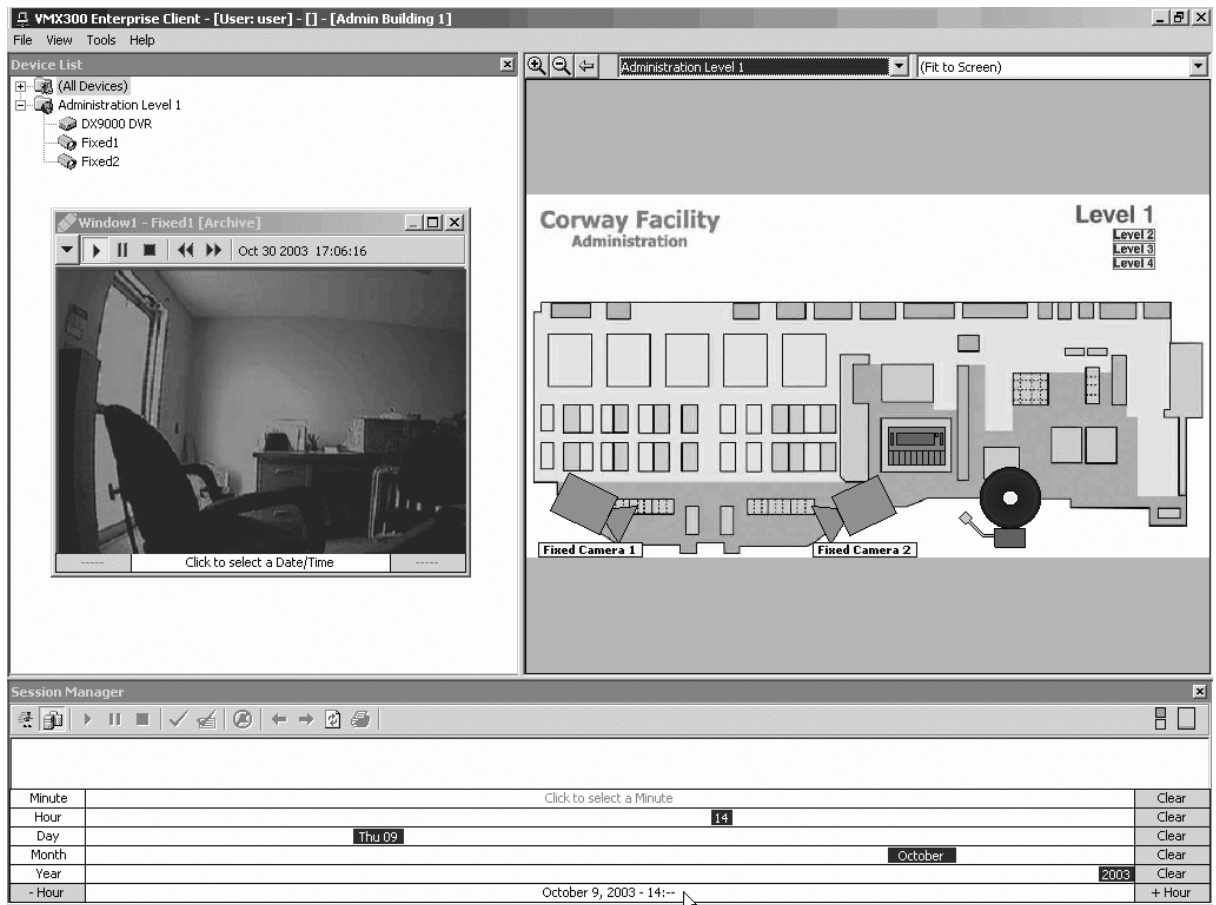 VMX300 Enterprise Client - [User: user] - [] - [Admin Building 1]
File View Tools Help
Device List
(All Devices)
Administration Level 1
DX9000 DVR
Fixed1
Fixed2
Window1 - Fixed1 [Archive]
Oct 30 2003 17:06:16
----- Click to select a Date/Time -----
Administration Level 1 (Fit to Screen)
Corway Facility
Administration
Level 1
Level 2
Level 3
Level 4
Fixed Camera 1
Fixed Camera 2
Session Manager
Minute Click to select a Minute Clear
Hour 14 Clear
Day Thu 09 Clear
Month October Clear
Year 2003 Clear
- Hour October 9, 2003 - 14:-- + Hour